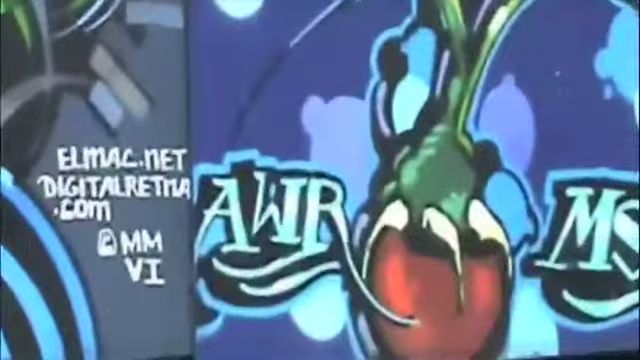 ELMAC.NET
DIGITALRETNA
.COM
© MM
VI
AWR
MS